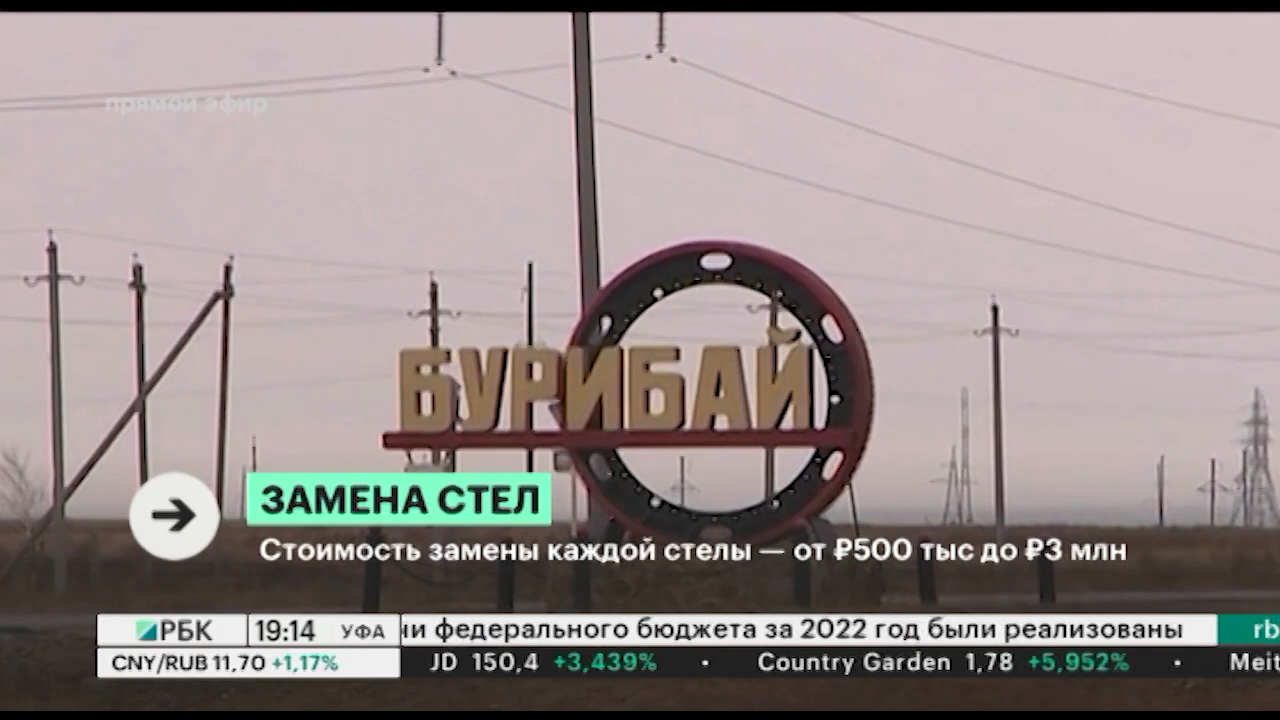 прямой эфир
БУРИБАЙ
ЗАМЕНА СТЕЛ
Стоимость замены каждой стелы — от ₽500 тыс до ₽3 млн
РБК 19:14 УФА
федерального бюджета за 2022 год были реализованы
CNY/RUB 11,70 +1,17%
JD 150,4 +3,439% • Country Garden 1,78 +5,952% •